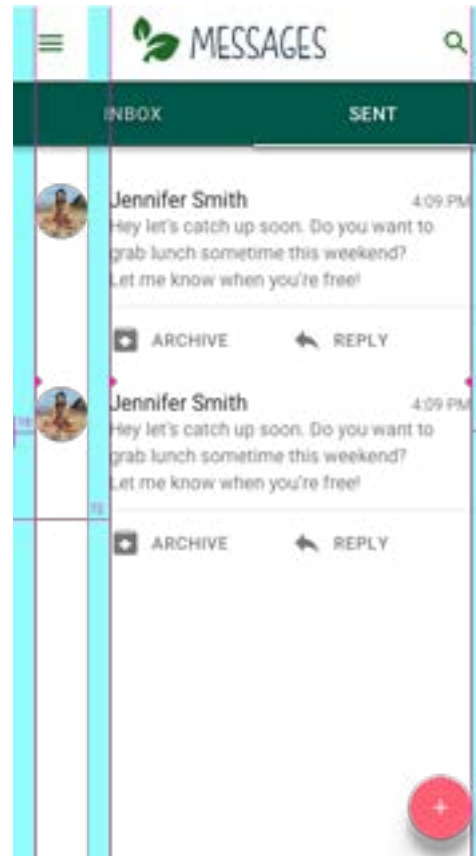 MESSAGES
INBOX SENT
Jennifer Smith 4:09 PM
Hey let's catch up soon. Do you want to
grab lunch sometime this weekend?
Let me know when you're free!
ARCHIVE REPLY
Jennifer Smith 4:09 PM
Hey let's catch up soon. Do you want to
grab lunch sometime this weekend?
Let me know when you're free!
72
ARCHIVE REPLY
+